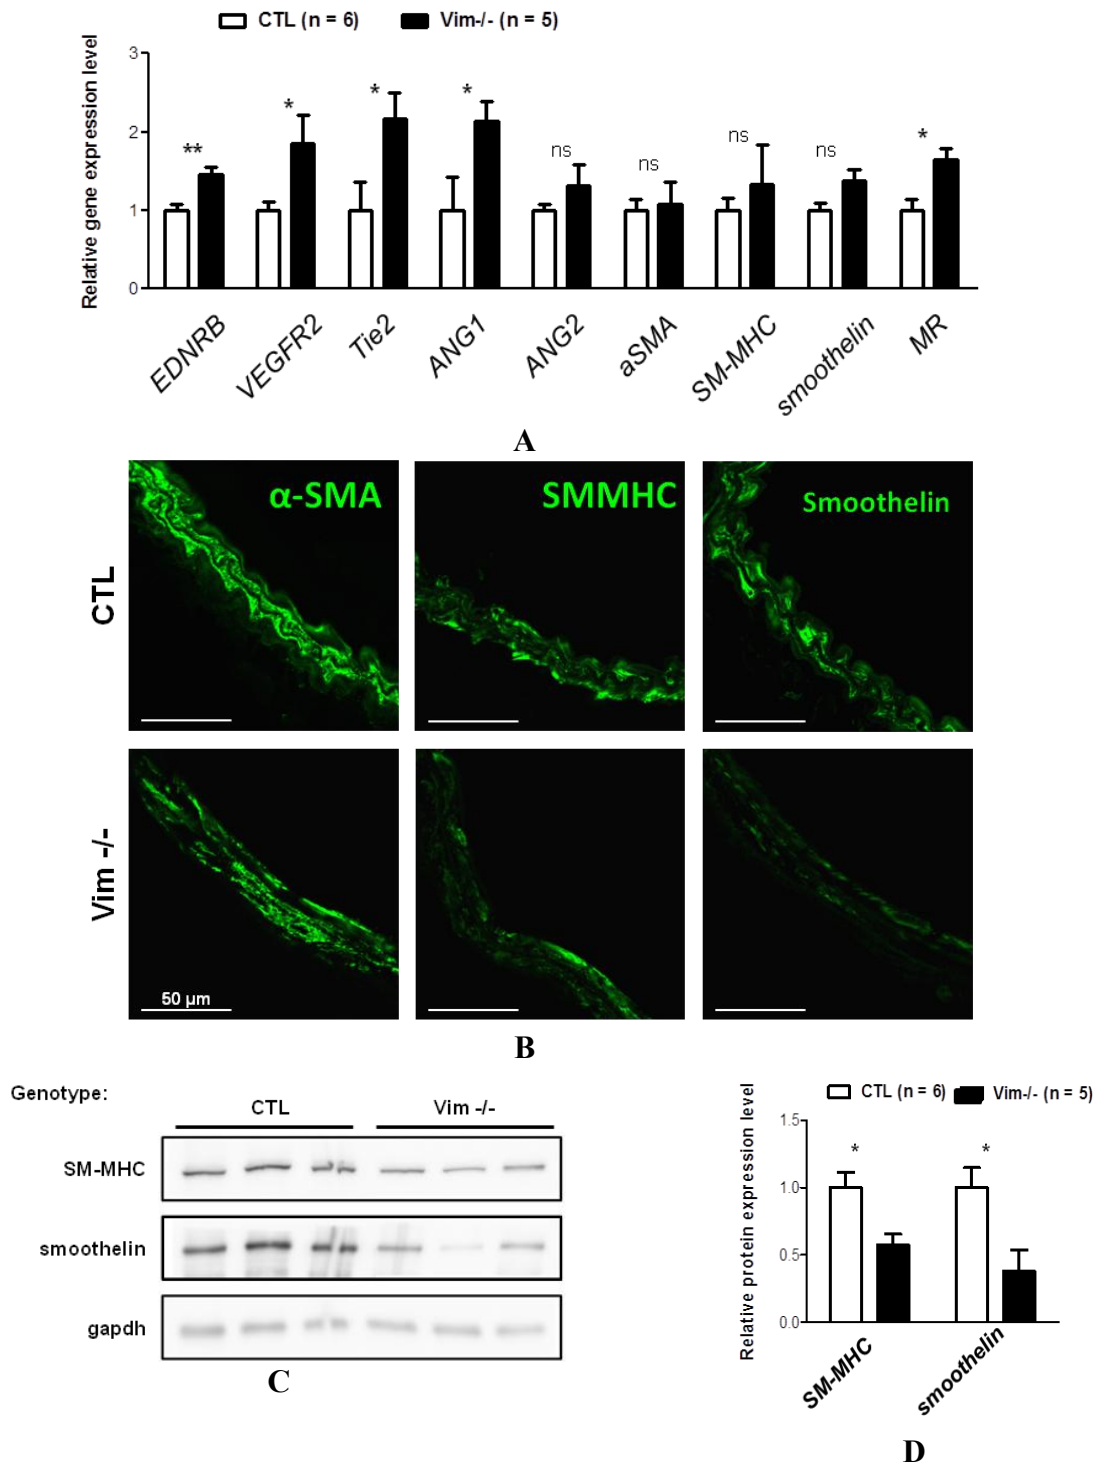 CTL (n = 6) Vim-/- (n = 5)
Relative gene expression level
3
2
1
0
** * * * ns ns ns ns *
EDNRB VEGFR2 Tie2 ANG1 ANG2 aSMA SM-MHC smoothelin MR
A
α-SMA SMMHC Smoothelin
CTL
Vim -/-
50 µm
B
Genotype:
CTL Vim -/-
SM-MHC
smoothelin
gapdh
C
CTL (n = 6) Vim-/- (n = 5)
Relative protein expression level
1.5
1.0
0.5
0.0
* *
SM-MHC smoothelin
D